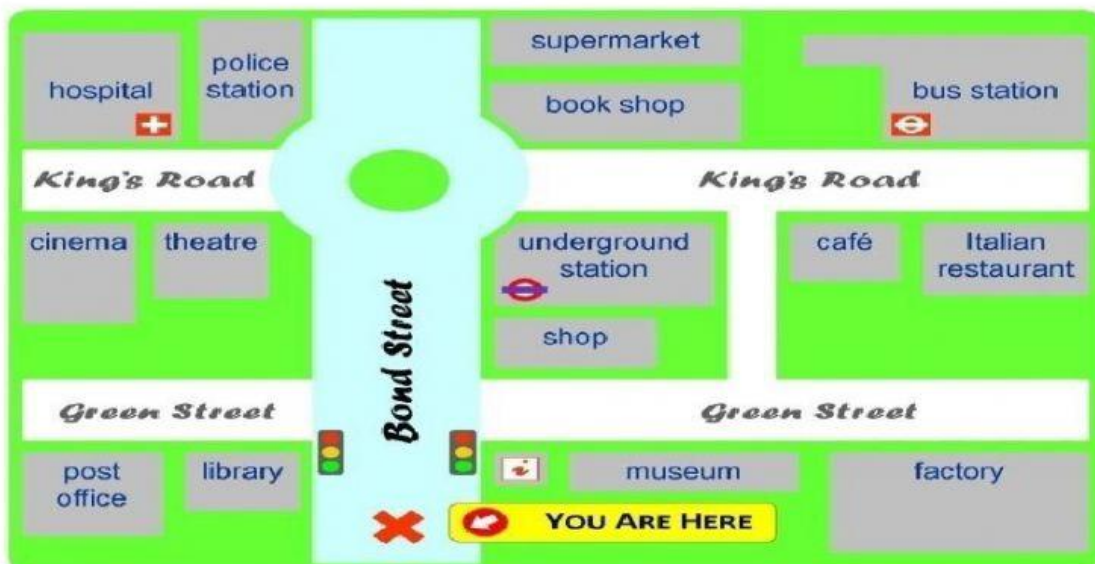 hospital
police
station
supermarket
book shop
bus station
King's Road
King's Road
cinema
theatre
underground
station
café
Italian
restaurant
shop
Bond Street
Green Street
Green Street
post
office
library
i
museum
factory
YOU ARE HERE